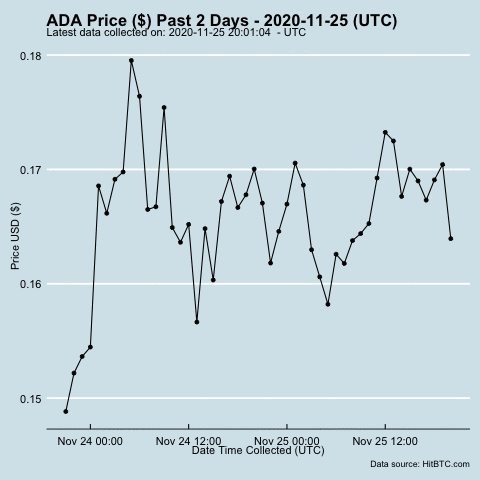 ADA Price ($) Past 2 Days - 2020-11-25 (UTC)
Latest data collected on: 2020-11-25 20:01:04  - UTC
0.18
0.17
0.16
0.15
Price USD ($)
Nov 24 00:00 Nov 24 12:00 Nov 25 00:00 Nov 25 12:00
Date Time Collected (UTC)
Data source: HitBTC.com